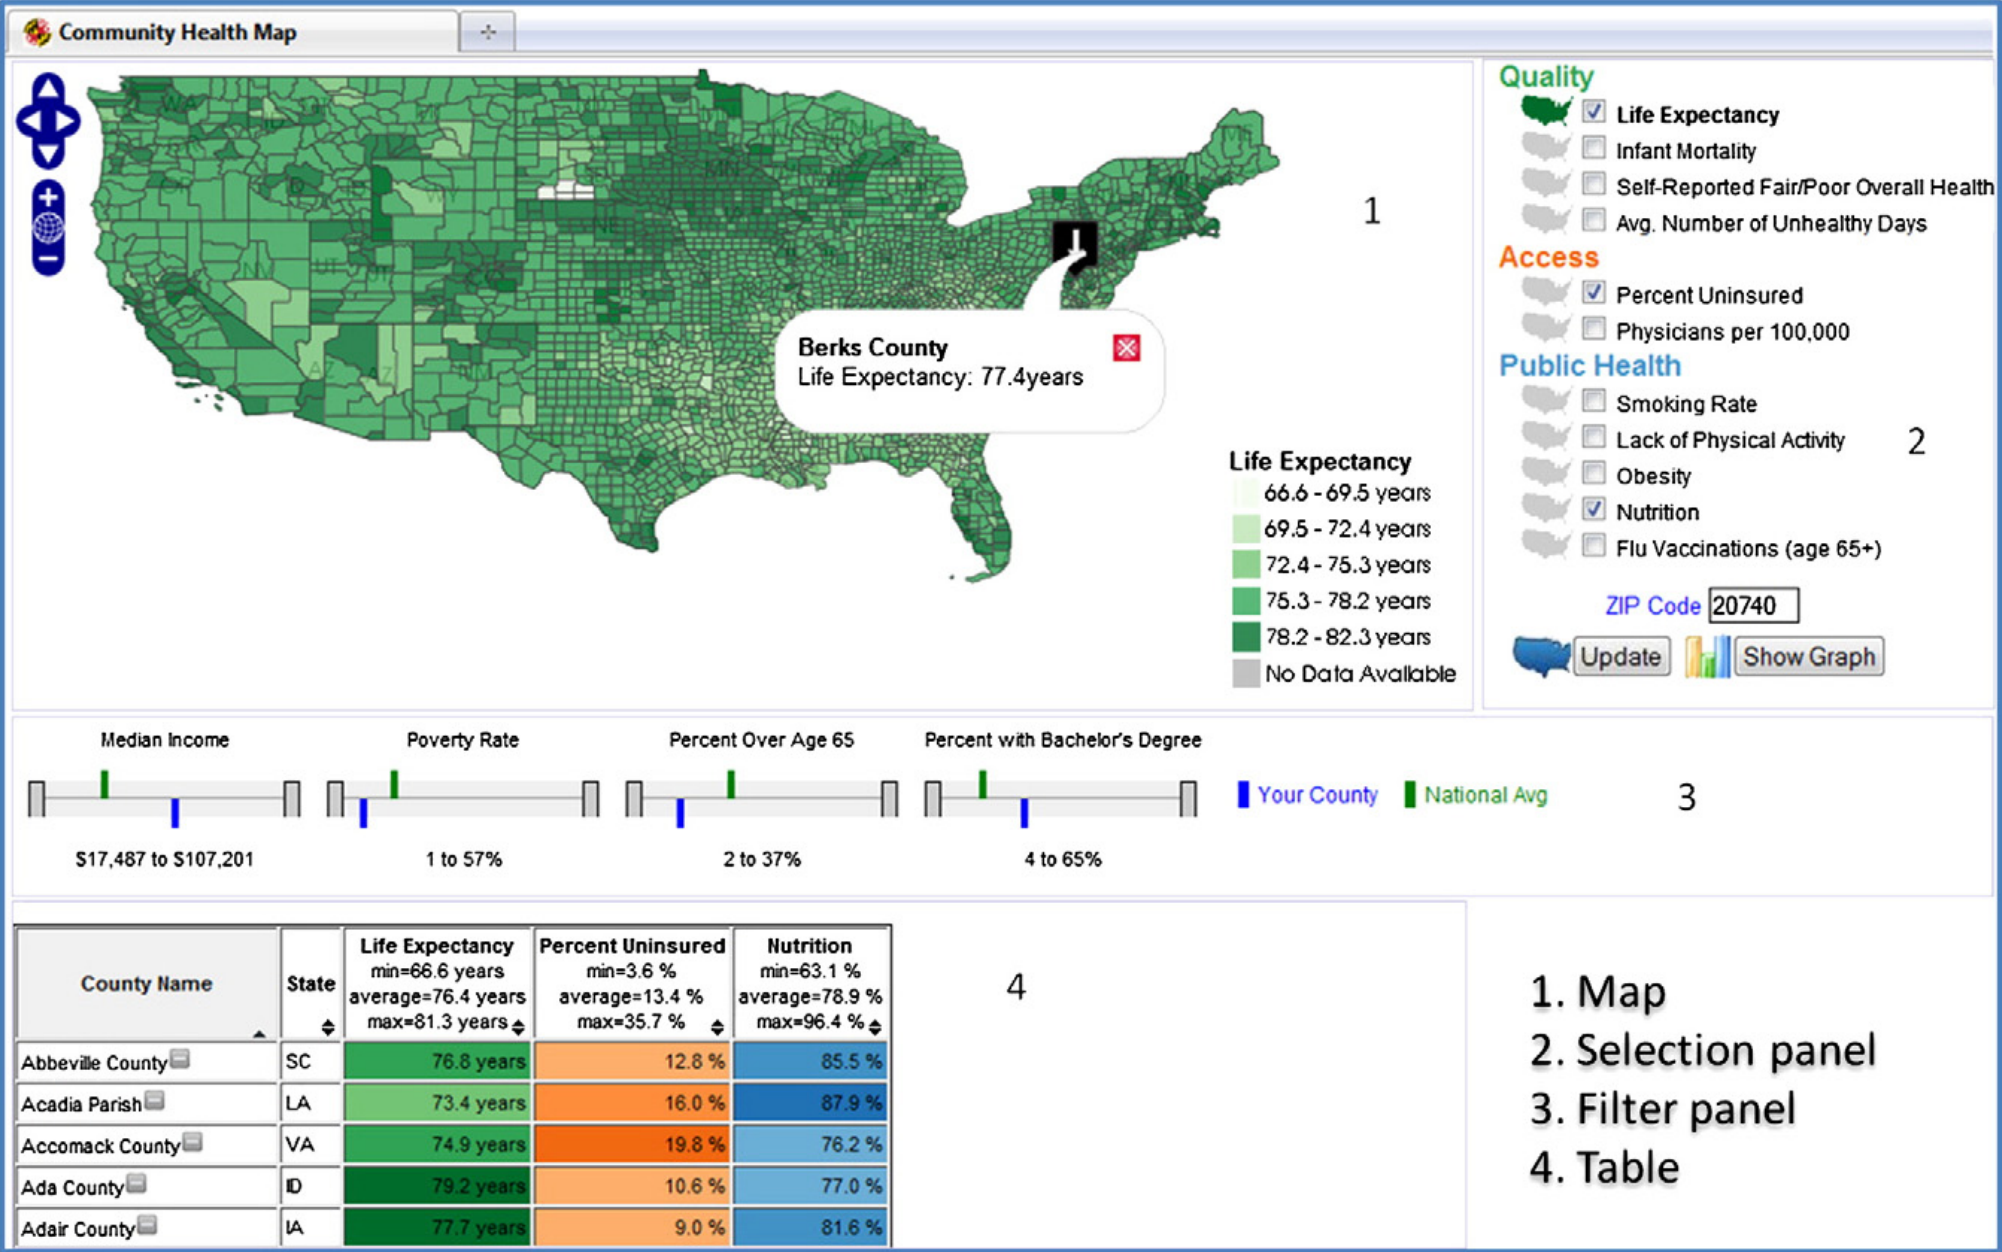 Community Health Map
Quality
Life Expectancy
Infant Mortality
Self-Reported Fair/Poor Overall Health
Avg. Number of Unhealthy Days
Access
Percent Uninsured
Physicians per 100,000
Public Health
Smoking Rate
Lack of Physical Activity
Obesity
Nutrition
Flu Vaccinations (age 65+)
ZIP Code 20740
Update Show Graph
1
2
WA
MN
WY
NV
UT
AZ
ME
Berks County
Life Expectancy: 77.4years
Life Expectancy
66.6 - 69.5 years
69.5 - 72.4 years
72.4 - 75.3 years
75.3 - 78.2 years
78.2 - 82.3 years
No Data Available
Median Income Poverty Rate Percent Over Age 65 Percent with Bachelor's Degree
Your County National Avg 3
$17,487 to $107,201 1 to 57% 2 to 37% 4 to 65%
County Name State Life Expectancy Percent Uninsured Nutrition
min=66.6 years min=3.6 % min=63.1 %
average=76.4 years average=13.4 % average=78.9 %
max=81.3 years max=35.7 % max=96.4 %
Abbeville County SC 76.8 years 12.8 % 85.5 %
Acadia Parish LA 73.4 years 16.0 % 87.9 %
Accomack County VA 74.9 years 19.8 % 76.2 %
Ada County ID 79.2 years 10.6 % 77.0 %
Adair County IA 77.7 years 9.0 % 81.6 %
4
1. Map
2. Selection panel
3. Filter panel
4. Table